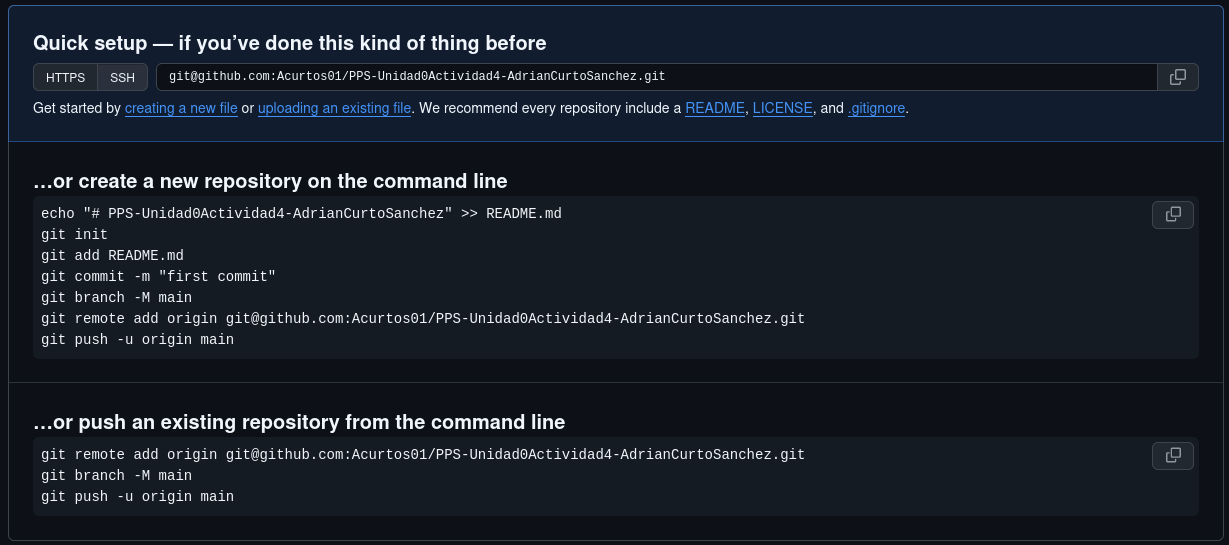 Quick setup — if you’ve done this kind of thing before
HTTPS SSH git@github.com:Acurtos01/PPS-Unidad0Actividad4-AdrianCurtoSanchez.git
Get started by creating a new file or uploading an existing file. We recommend every repository include a README, LICENSE, and .gitignore.
…or create a new repository on the command line
echo "# PPS-Unidad0Actividad4-AdrianCurtoSanchez" >> README.md
git init
git add README.md
git commit -m "first commit"
git branch -M main
git remote add origin git@github.com:Acurtos01/PPS-Unidad0Actividad4-AdrianCurtoSanchez.git
git push -u origin main
…or push an existing repository from the command line
git remote add origin git@github.com:Acurtos01/PPS-Unidad0Actividad4-AdrianCurtoSanchez.git
git branch -M main
git push -u origin main